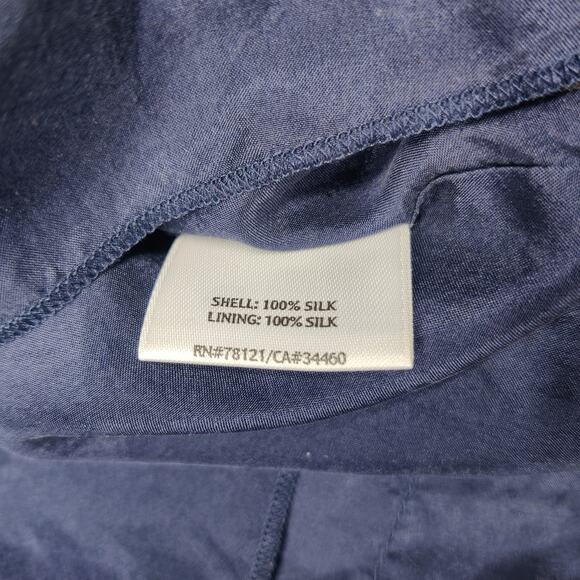 SHELL: 100% SILK
LINING: 100% SILK
RN#78121/CA#34460